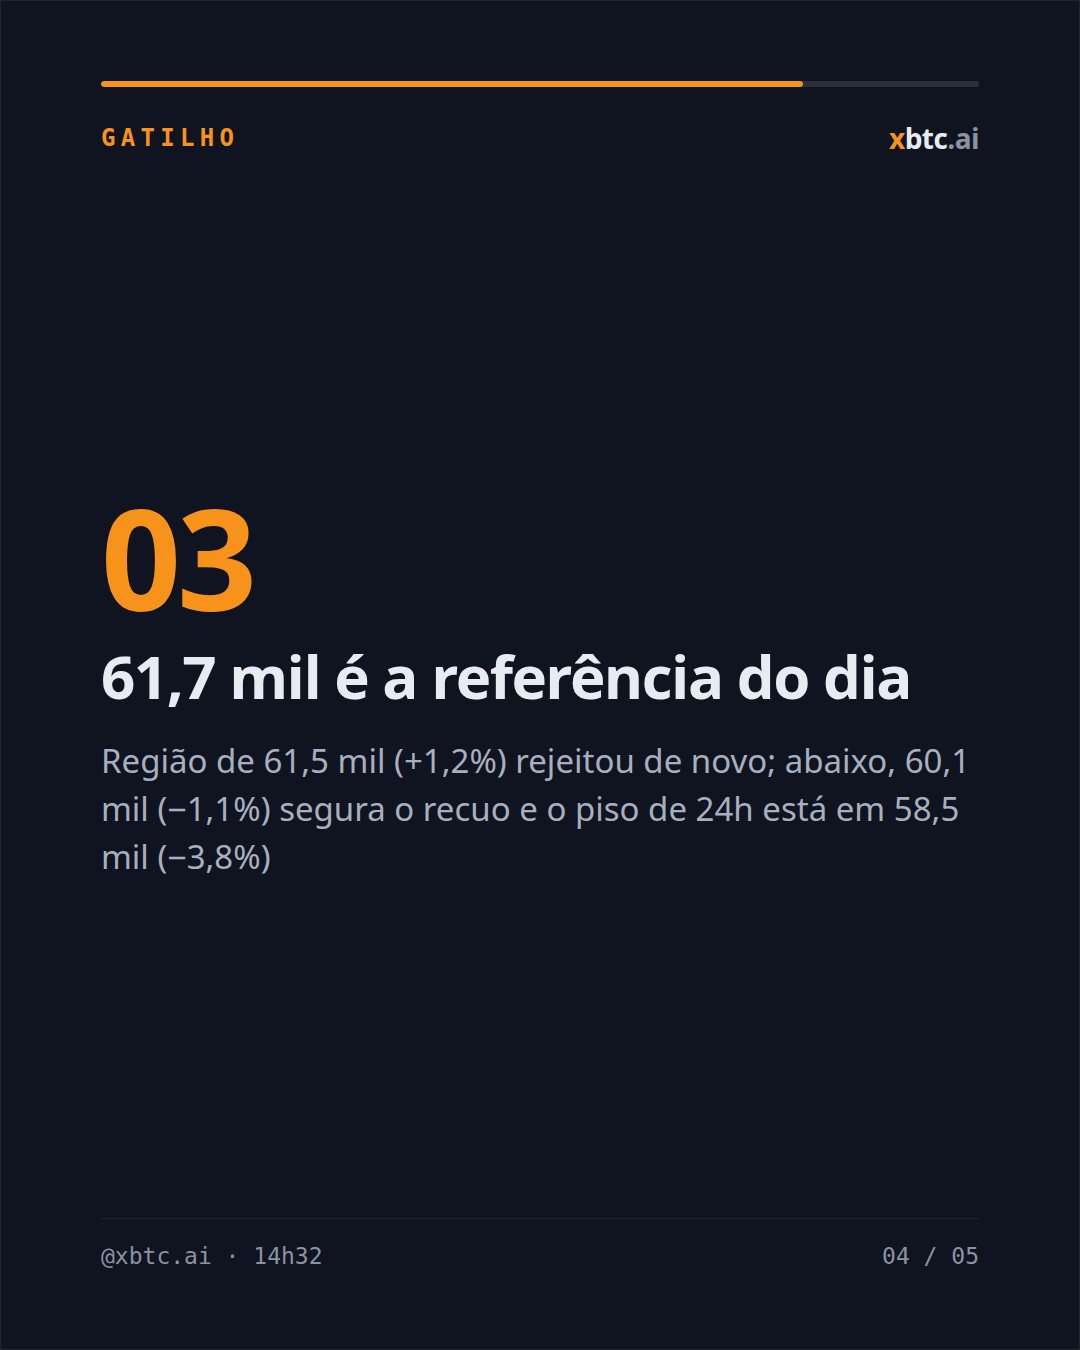 GATILHO
xbtc.ai
03
61,7 mil é a referência do dia
Região de 61,5 mil (+1,2%) rejeitou de novo; abaixo, 60,1
mil (−1,1%) segura o recuo e o piso de 24h está em 58,5
mil (−3,8%)
@xbtc.ai · 14h32
04 / 05